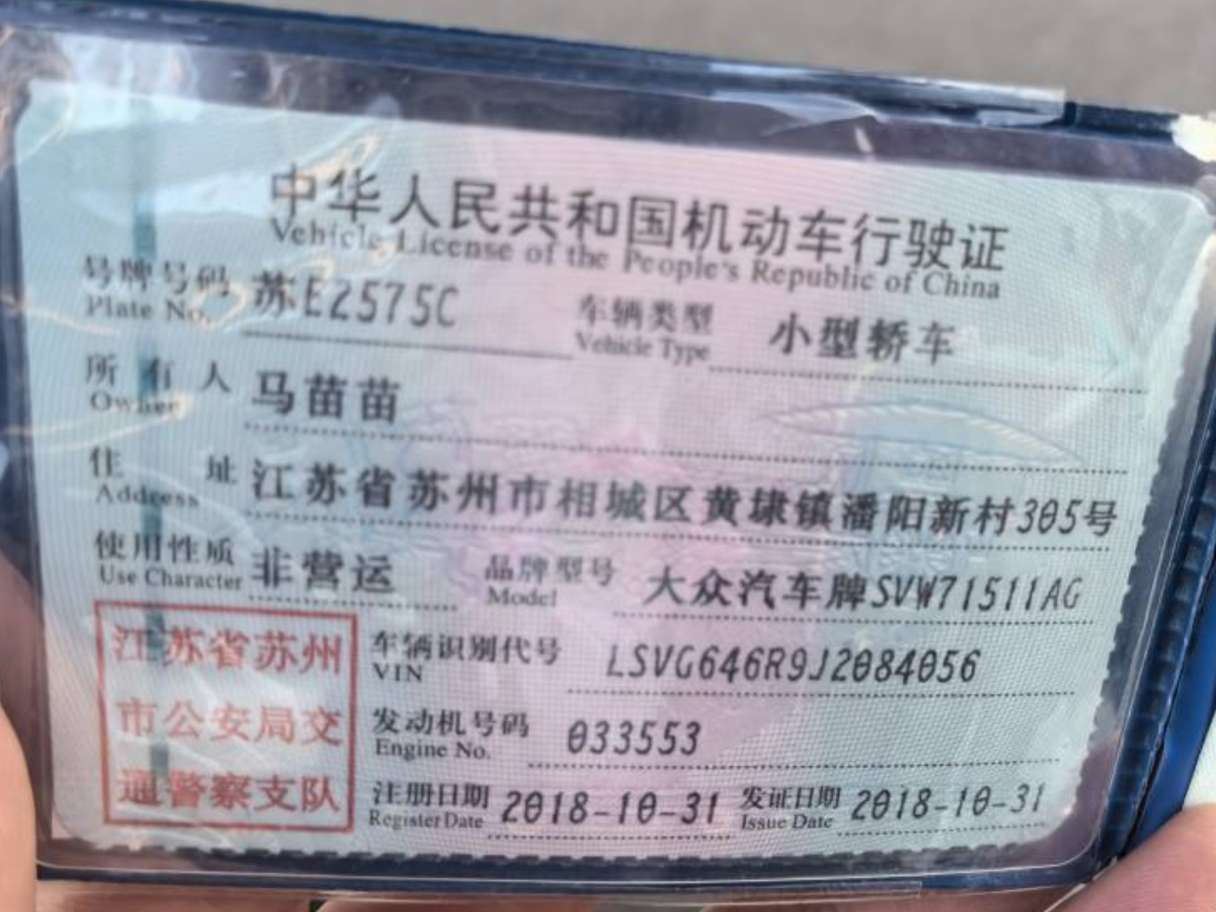 中华人民共和国机动车行驶证
Vehicle License of the People's Republic of China
号牌号码 苏E2575C 车辆类型 小型轿车
Plate No. Vehicle Type
所有人 马苗苗
Owner
住址 江苏省苏州市相城区黄埭镇潘阳新村305号
Address
使用性质 非营运 品牌型号 大众汽车牌SVW71511AG
Use Character Model
江苏省苏州
市公安局交
通警察支队
车辆识别代号 LSVG646R9J2084056
VIN
发动机号码 033553
Engine No.
注册日期 2018-10-31 发证日期 2018-10-31
Register Date Issue Date